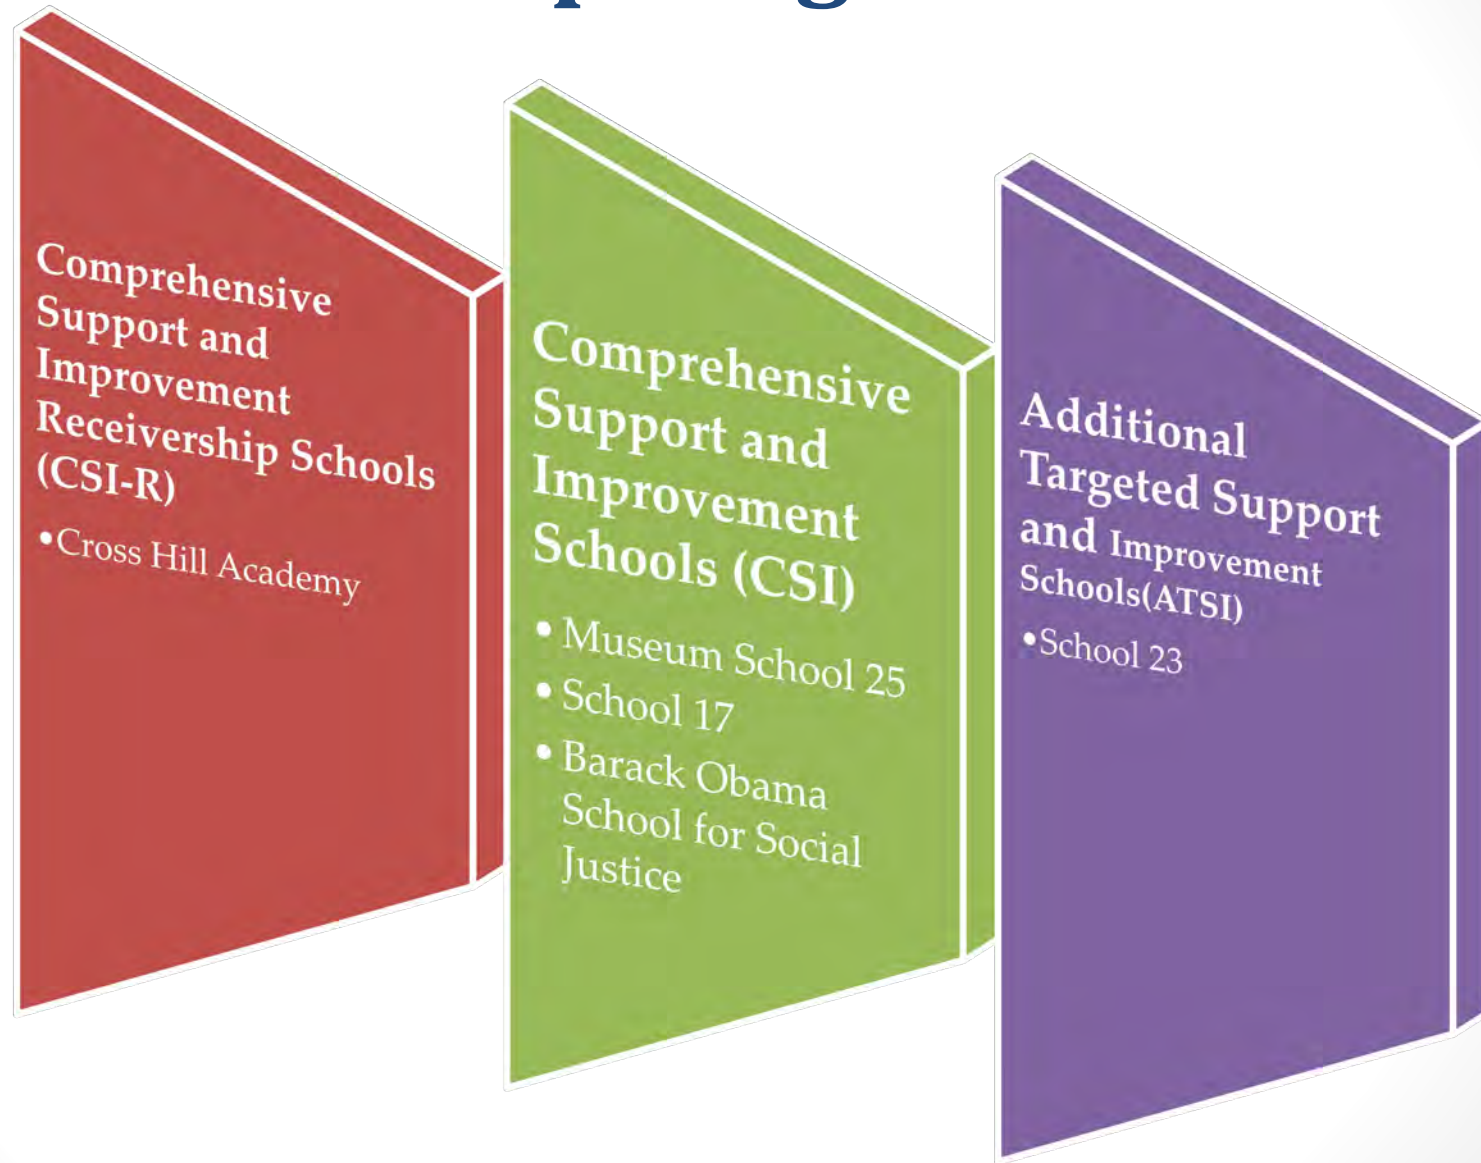 Comprehensive
Support and
Improvement
Receivership Schools
(CSI-R)
•Cross Hill Academy
Comprehensive
Support and
Improvement
Schools (CSI)
• Museum School 25
• School 17
• Barack Obama
School for Social
Justice
Additional
Targeted Support
and Improvement
Schools(ATSI)
•School 23